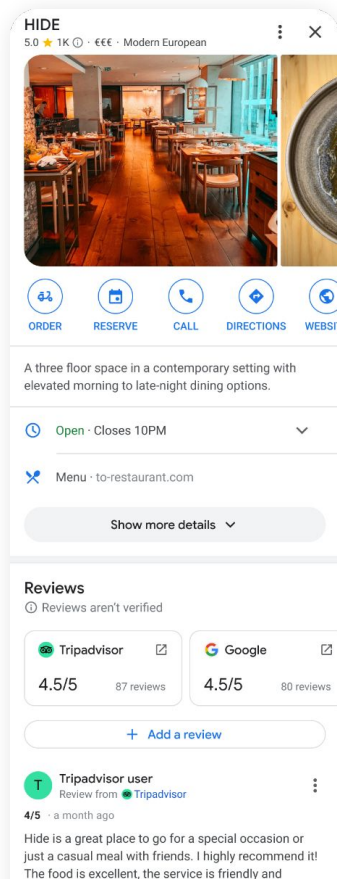 HIDE
5.0 ★ 1K · €€€ · Modern European
ORDER
RESERVE
CALL
DIRECTIONS
WEBSI
A three floor space in a contemporary setting with
elevated morning to late-night dining options.
Open · Closes 10PM
Menu · to-restaurant.com
Show more details
Reviews
Reviews aren't verified
Tripadvisor
4.5/5 87 reviews
Google
4.5/5 80 reviews
+ Add a review
T
Tripadvisor user
Review from Tripadvisor
4/5 · a month ago
Hide is a great place to go for a special occasion or
just a casual meal with friends. I highly recommend it!
The food is excellent, the service is friendly and